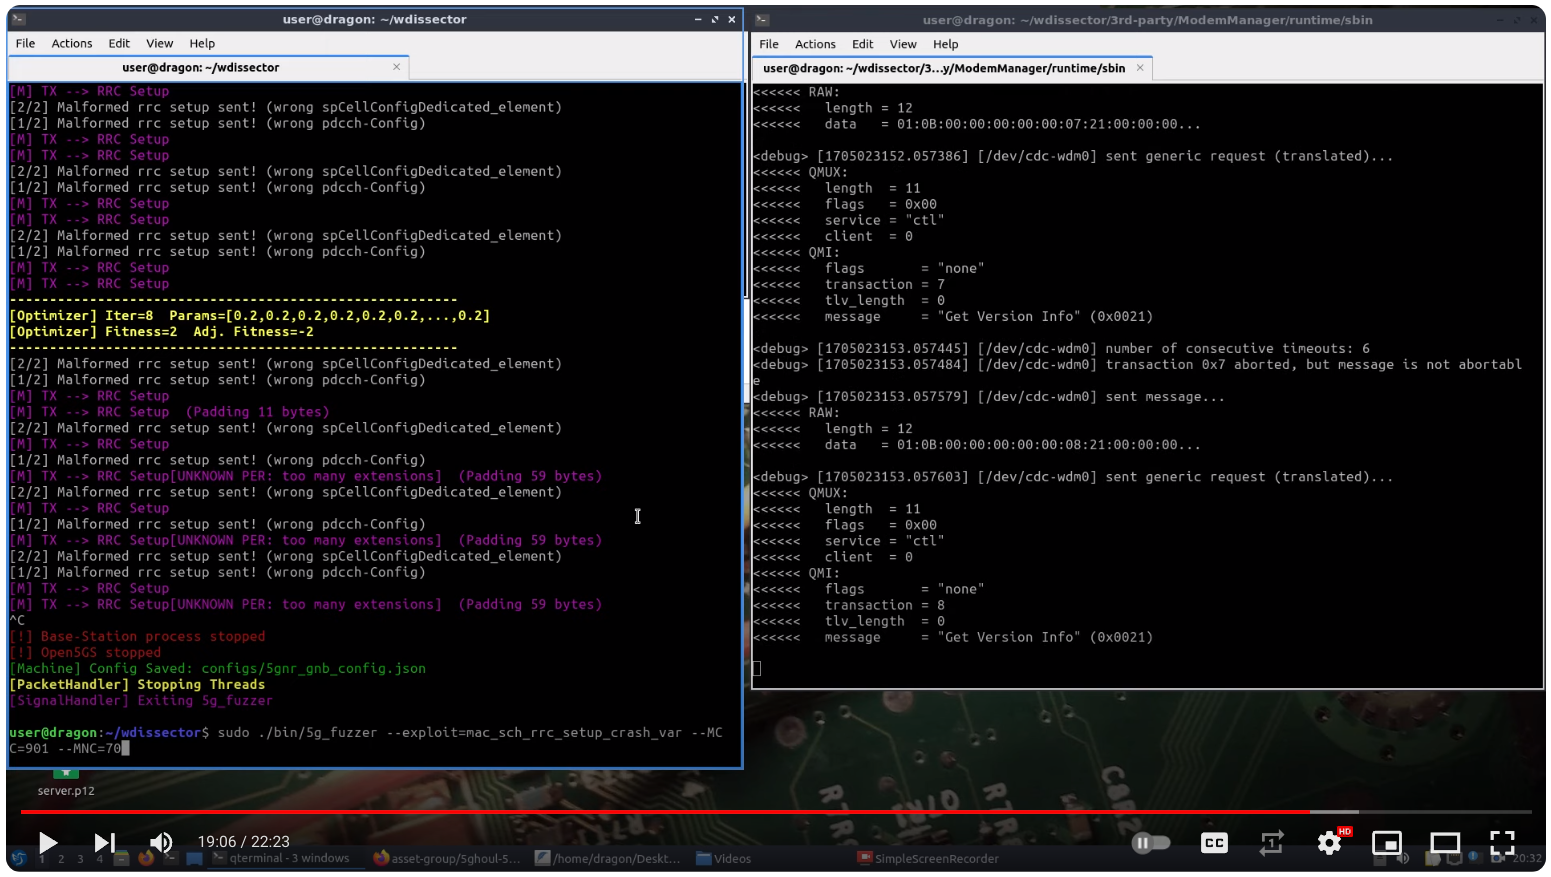 user@dragon: ~/wdissector
File Actions Edit View Help
user@dragon: ~/wdissector
[M] TX --> RRC Setup
[2/2] Malformed rrc setup sent! (wrong spCellConfigDedicated_element)
[1/2] Malformed rrc setup sent! (wrong pdcch-Config)
[M] TX --> RRC Setup
[M] TX --> RRC Setup
[2/2] Malformed rrc setup sent! (wrong spCellConfigDedicated_element)
[1/2] Malformed rrc setup sent! (wrong pdcch-Config)
[M] TX --> RRC Setup
[M] TX --> RRC Setup
[2/2] Malformed rrc setup sent! (wrong spCellConfigDedicated_element)
[1/2] Malformed rrc setup sent! (wrong pdcch-Config)
[M] TX --> RRC Setup
[M] TX --> RRC Setup
--------------------------------------------------------
[Optimizer] Iter=8  Params=[0.2,0.2,0.2,0.2,0.2,0.2,...,0.2]
[Optimizer] Fitness=2  Adj. Fitness=-2
--------------------------------------------------------
[2/2] Malformed rrc setup sent! (wrong spCellConfigDedicated_element)
[1/2] Malformed rrc setup sent! (wrong pdcch-Config)
[M] TX --> RRC Setup
[M] TX --> RRC Setup  (Padding 11 bytes)
[2/2] Malformed rrc setup sent! (wrong spCellConfigDedicated_element)
[M] TX --> RRC Setup
[1/2] Malformed rrc setup sent! (wrong pdcch-Config)
[M] TX --> RRC Setup[UNKNOWN PER: too many extensions]  (Padding 59 bytes)
[2/2] Malformed rrc setup sent! (wrong spCellConfigDedicated_element)
[M] TX --> RRC Setup
[1/2] Malformed rrc setup sent! (wrong pdcch-Config)
[M] TX --> RRC Setup[UNKNOWN PER: too many extensions]  (Padding 59 bytes)
[2/2] Malformed rrc setup sent! (wrong spCellConfigDedicated_element)
[1/2] Malformed rrc setup sent! (wrong pdcch-Config)
[M] TX --> RRC Setup
[M] TX --> RRC Setup[UNKNOWN PER: too many extensions]  (Padding 59 bytes)
^C
[!] Base-Station process stopped
[!] Open5GS stopped
[Machine] Config Saved: configs/5gnr_gnb_config.json
[PacketHandler] Stopping Threads
[SignalHandler] Exiting 5g_fuzzer
user@dragon:~/wdissector$ sudo ./bin/5g_fuzzer --exploit=mac_sch_rrc_setup_crash_var --MC
C=901 --MNC=70
user@dragon: ~/wdissector/3rd-party/ModemManager/runtime/sbin
File Actions Edit View Help
user@dragon: ~/wdissector/3...y/ModemManager/runtime/sbin
<<<<<< RAW:
<<<<<<   length = 12
<<<<<<   data   = 01:0B:00:00:00:00:00:07:21:00:00:00...
<debug> [1705023152.057386] [/dev/cdc-wdm0] sent generic request (translated)...
<<<<<< QMUX:
<<<<<<   length  = 11
<<<<<<   flags   = 0x00
<<<<<<   service = "ctl"
<<<<<<   client  = 0
<<<<<< QMI:
<<<<<<   flags       = "none"
<<<<<<   transaction = 7
<<<<<<   tlv_length  = 0
<<<<<<   message     = "Get Version Info" (0x0021)
<debug> [1705023153.057445] [/dev/cdc-wdm0] number of consecutive timeouts: 6
<debug> [1705023153.057484] [/dev/cdc-wdm0] transaction 0x7 aborted, but message is not abortabl
e
<debug> [1705023153.057579] [/dev/cdc-wdm0] sent message...
<<<<<< RAW:
<<<<<<   length = 12
<<<<<<   data   = 01:0B:00:00:00:00:00:08:21:00:00:00...
<debug> [1705023153.057603] [/dev/cdc-wdm0] sent generic request (translated)...
<<<<<< QMUX:
<<<<<<   length  = 11
<<<<<<   flags   = 0x00
<<<<<<   service = "ctl"
<<<<<<   client  = 0
<<<<<< QMI:
<<<<<<   flags       = "none"
<<<<<<   transaction = 8
<<<<<<   tlv_length  = 0
<<<<<<   message     = "Get Version Info" (0x0021)
server.p12
19:06 / 22:23
CC 1 HD
1 2 3 4 qterminal - 3 windows asset-group/5ghoul-5... /home/dragon/Deskt... Videos SimpleScreenRecorder 20:32